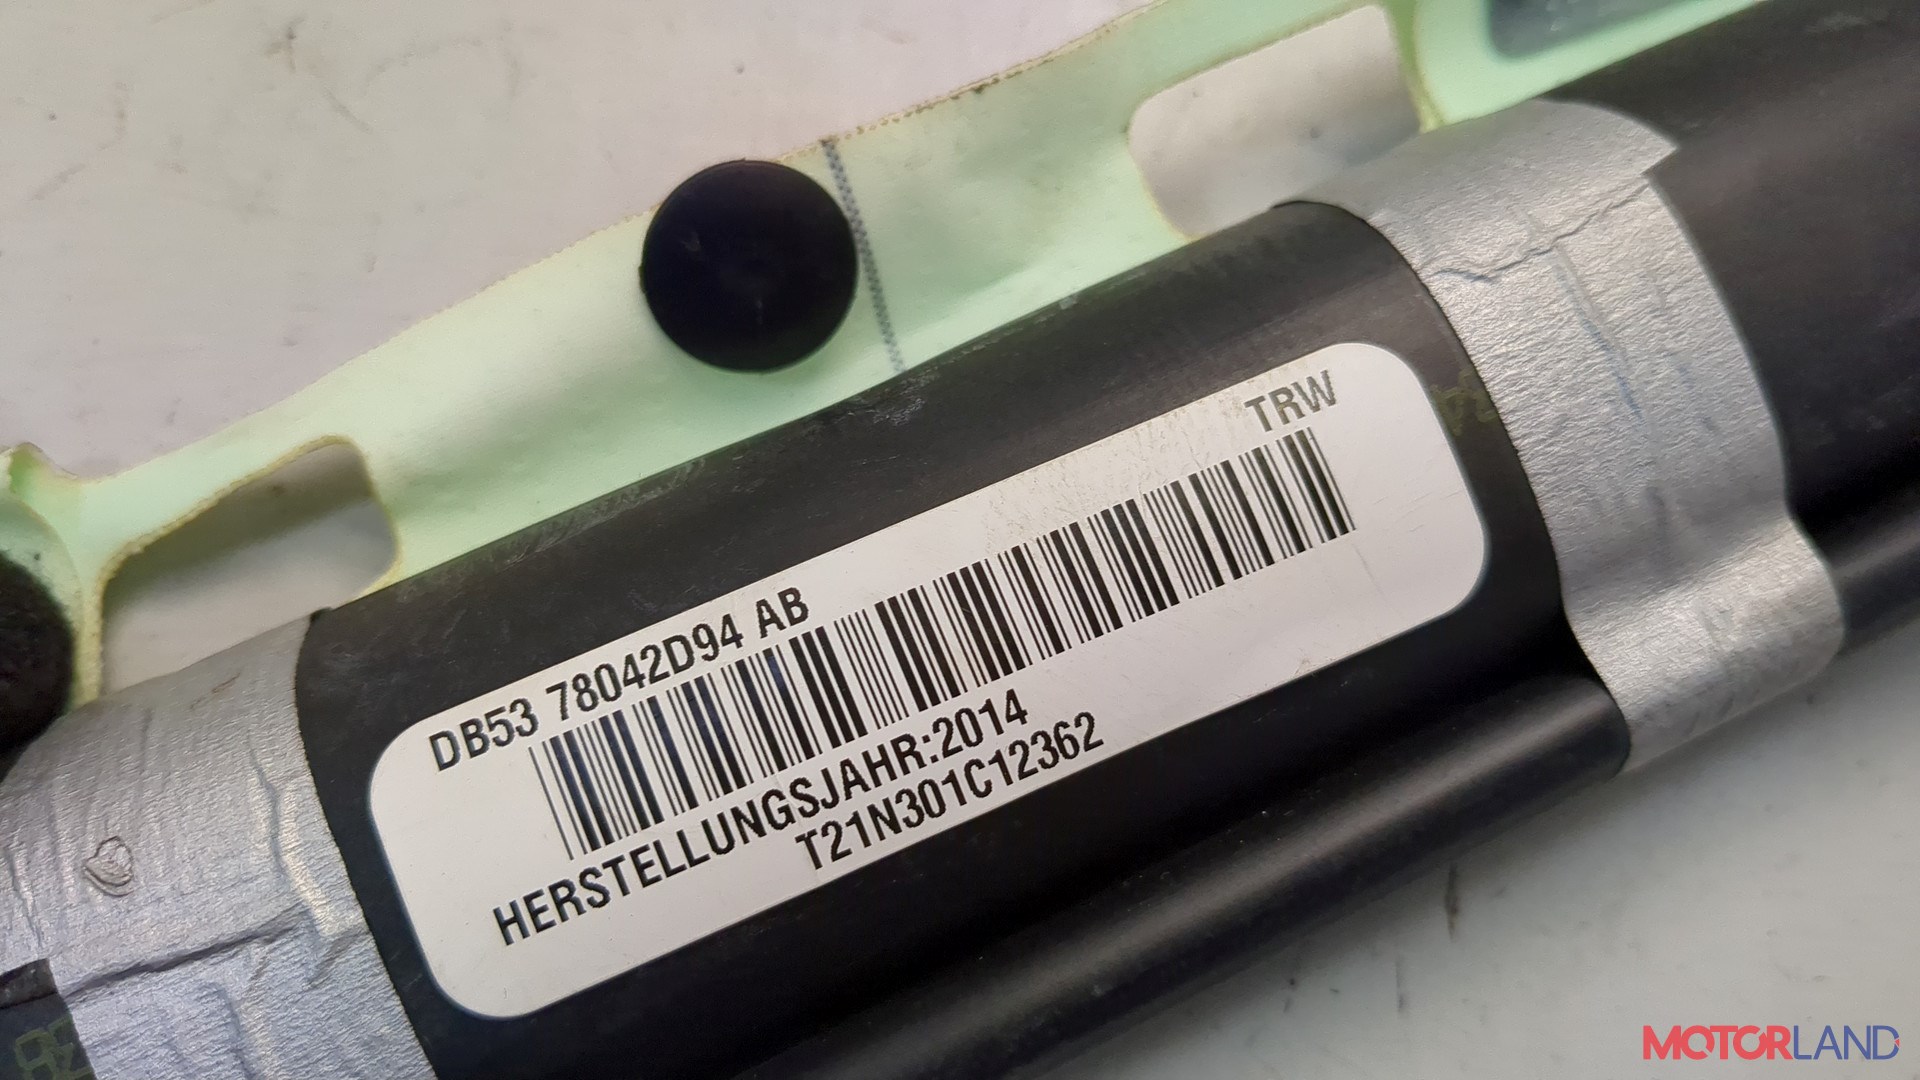 TRW
DB53 78042D94 AB
HERSTELLUNGSJAHR:2014
T21N301C12362
MOTORLAND